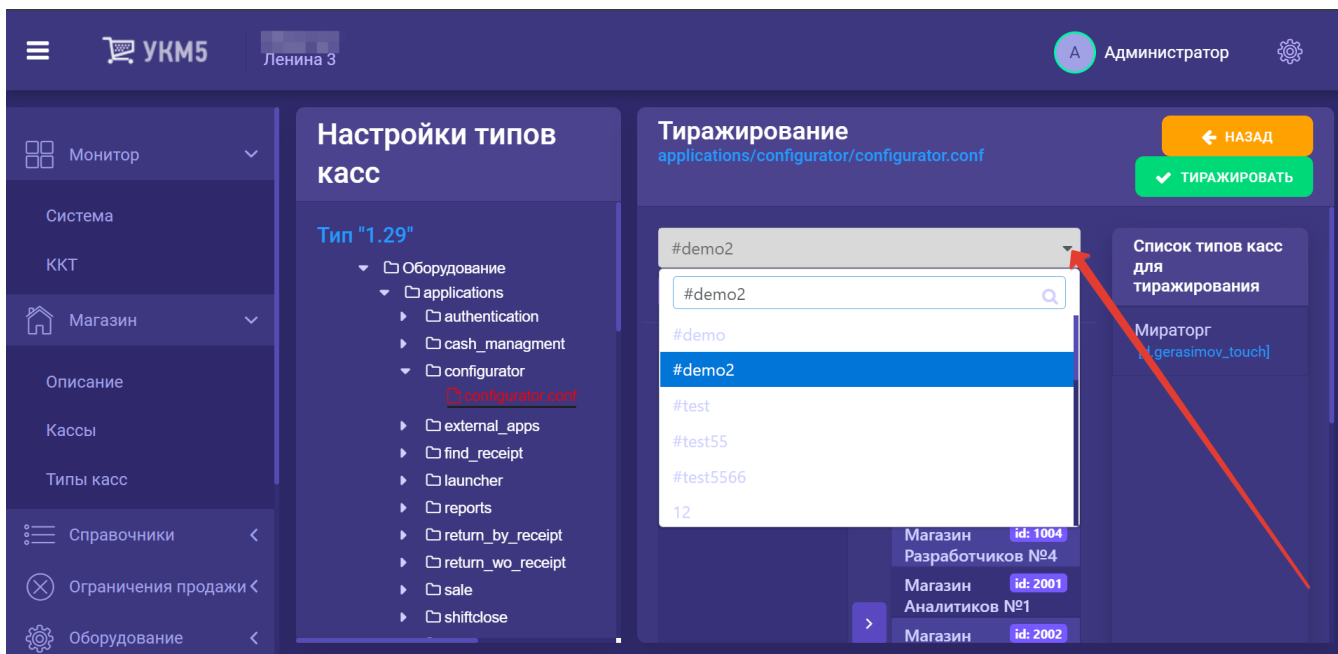 УКМ5
Ленина 3
А
Администратор
Монитор
Система
ККТ
Магазин
Описание
Кассы
Типы касс
Справочники
Ограничения продажи
Оборудование
Настройки типов
касс
Тип "1.29"
Оборудование
applications
authentication
cash_managment
configurator
configurator.conf
external_apps
find_receipt
launcher
reports
return_by_receipt
return_wo_receipt
sale
shiftclose
Тиражирование
applications/configurator/configurator.conf
НАЗАД
ТИРАЖИРОВАТЬ
#demo2
#demo2
#demo
#demo2
#test
#test55
#test5566
12
Магазин id: 1004
Разработчиков №4
Магазин id: 2001
Аналитиков №1
Магазин id: 2002
Список типов касс
для
тиражирования
Мираторг
gerasimov_touch]